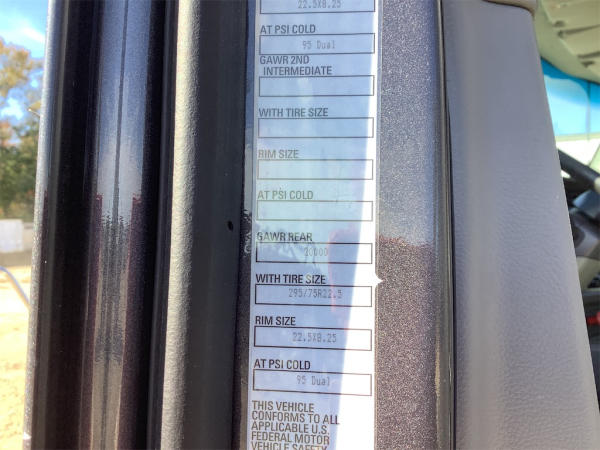 22.5X8.25
AT PSI COLD
95 Dual
GAWR 2ND
INTERMEDIATE
WITH TIRE SIZE
RIM SIZE
AT PSI COLD
GAWR REAR
20000
WITH TIRE SIZE
295/75R22.5
RIM SIZE
22.5X8.25
AT PSI COLD
95 Dual
THIS VEHICLE
CONFORMS TO ALL
APPLICABLE U.S.
FEDERAL MOTOR
VEHICLE SAFETY